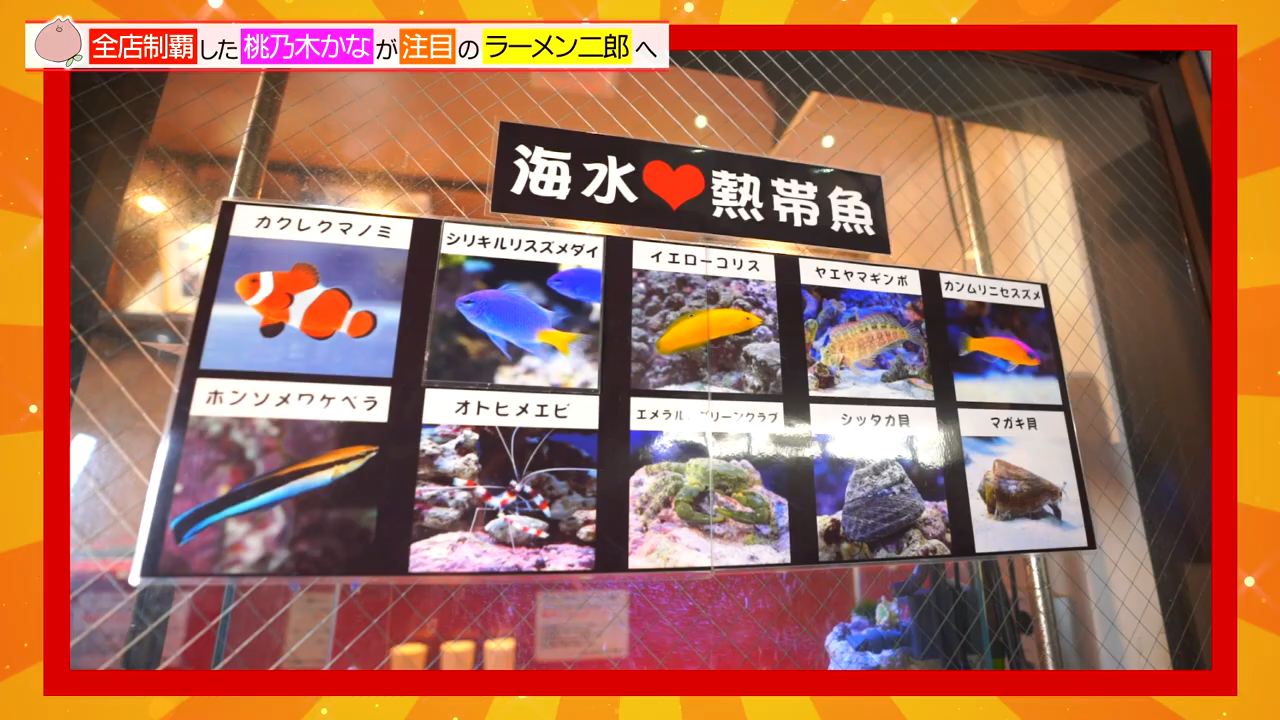 全店制覇した桃乃木かなが注目のラーメン二郎へ
海水❤熱帯魚
カクレクマノミ
シリキルリスズメダイ
イエローコリス
ヤエヤマギンポ
カンムリニセスズメ
ホンソメワケベラ
オトヒメエビ
エメラルドグリーンクラブ
シッタカ貝
マガキ貝